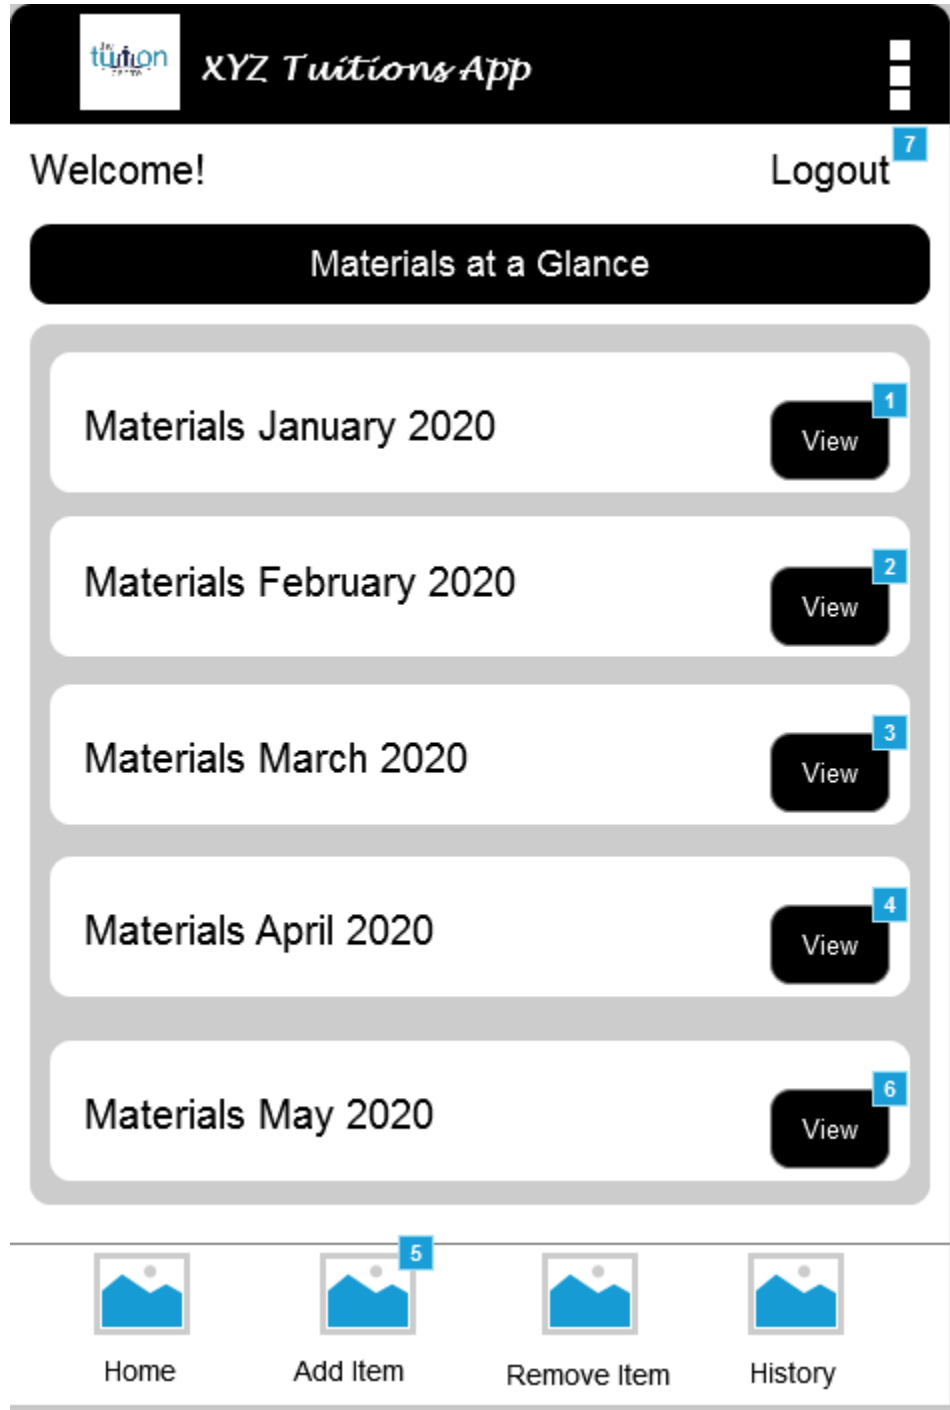 tuition
XYZ Tuitions App
7
Welcome! Logout
Materials at a Glance
1
Materials January 2020 View
2
Materials February 2020 View
3
Materials March 2020 View
4
Materials April 2020 View
6
Materials May 2020 View
5
Home Add Item Remove Item History